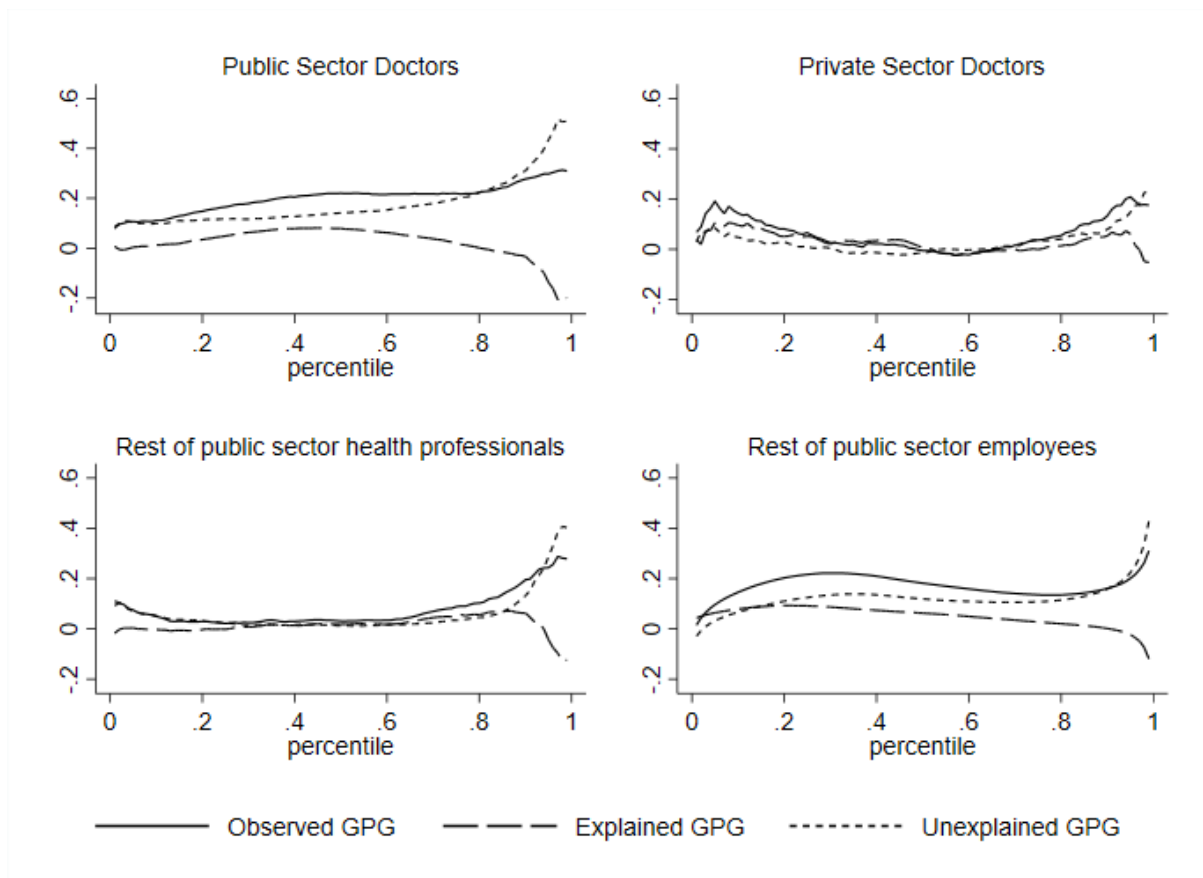 Public Sector Doctors
.6
.4
.2
0
-.2
0 .2 .4 .6 .8 1
percentile
Private Sector Doctors
.6
.4
.2
0
-.2
0 .2 .4 .6 .8 1
percentile
Rest of public sector health professionals
.6
.4
.2
0
-.2
0 .2 .4 .6 .8 1
percentile
Rest of public sector employees
.6
.4
.2
0
-.2
0 .2 .4 .6 .8 1
percentile
Observed GPG Explained GPG Unexplained GPG